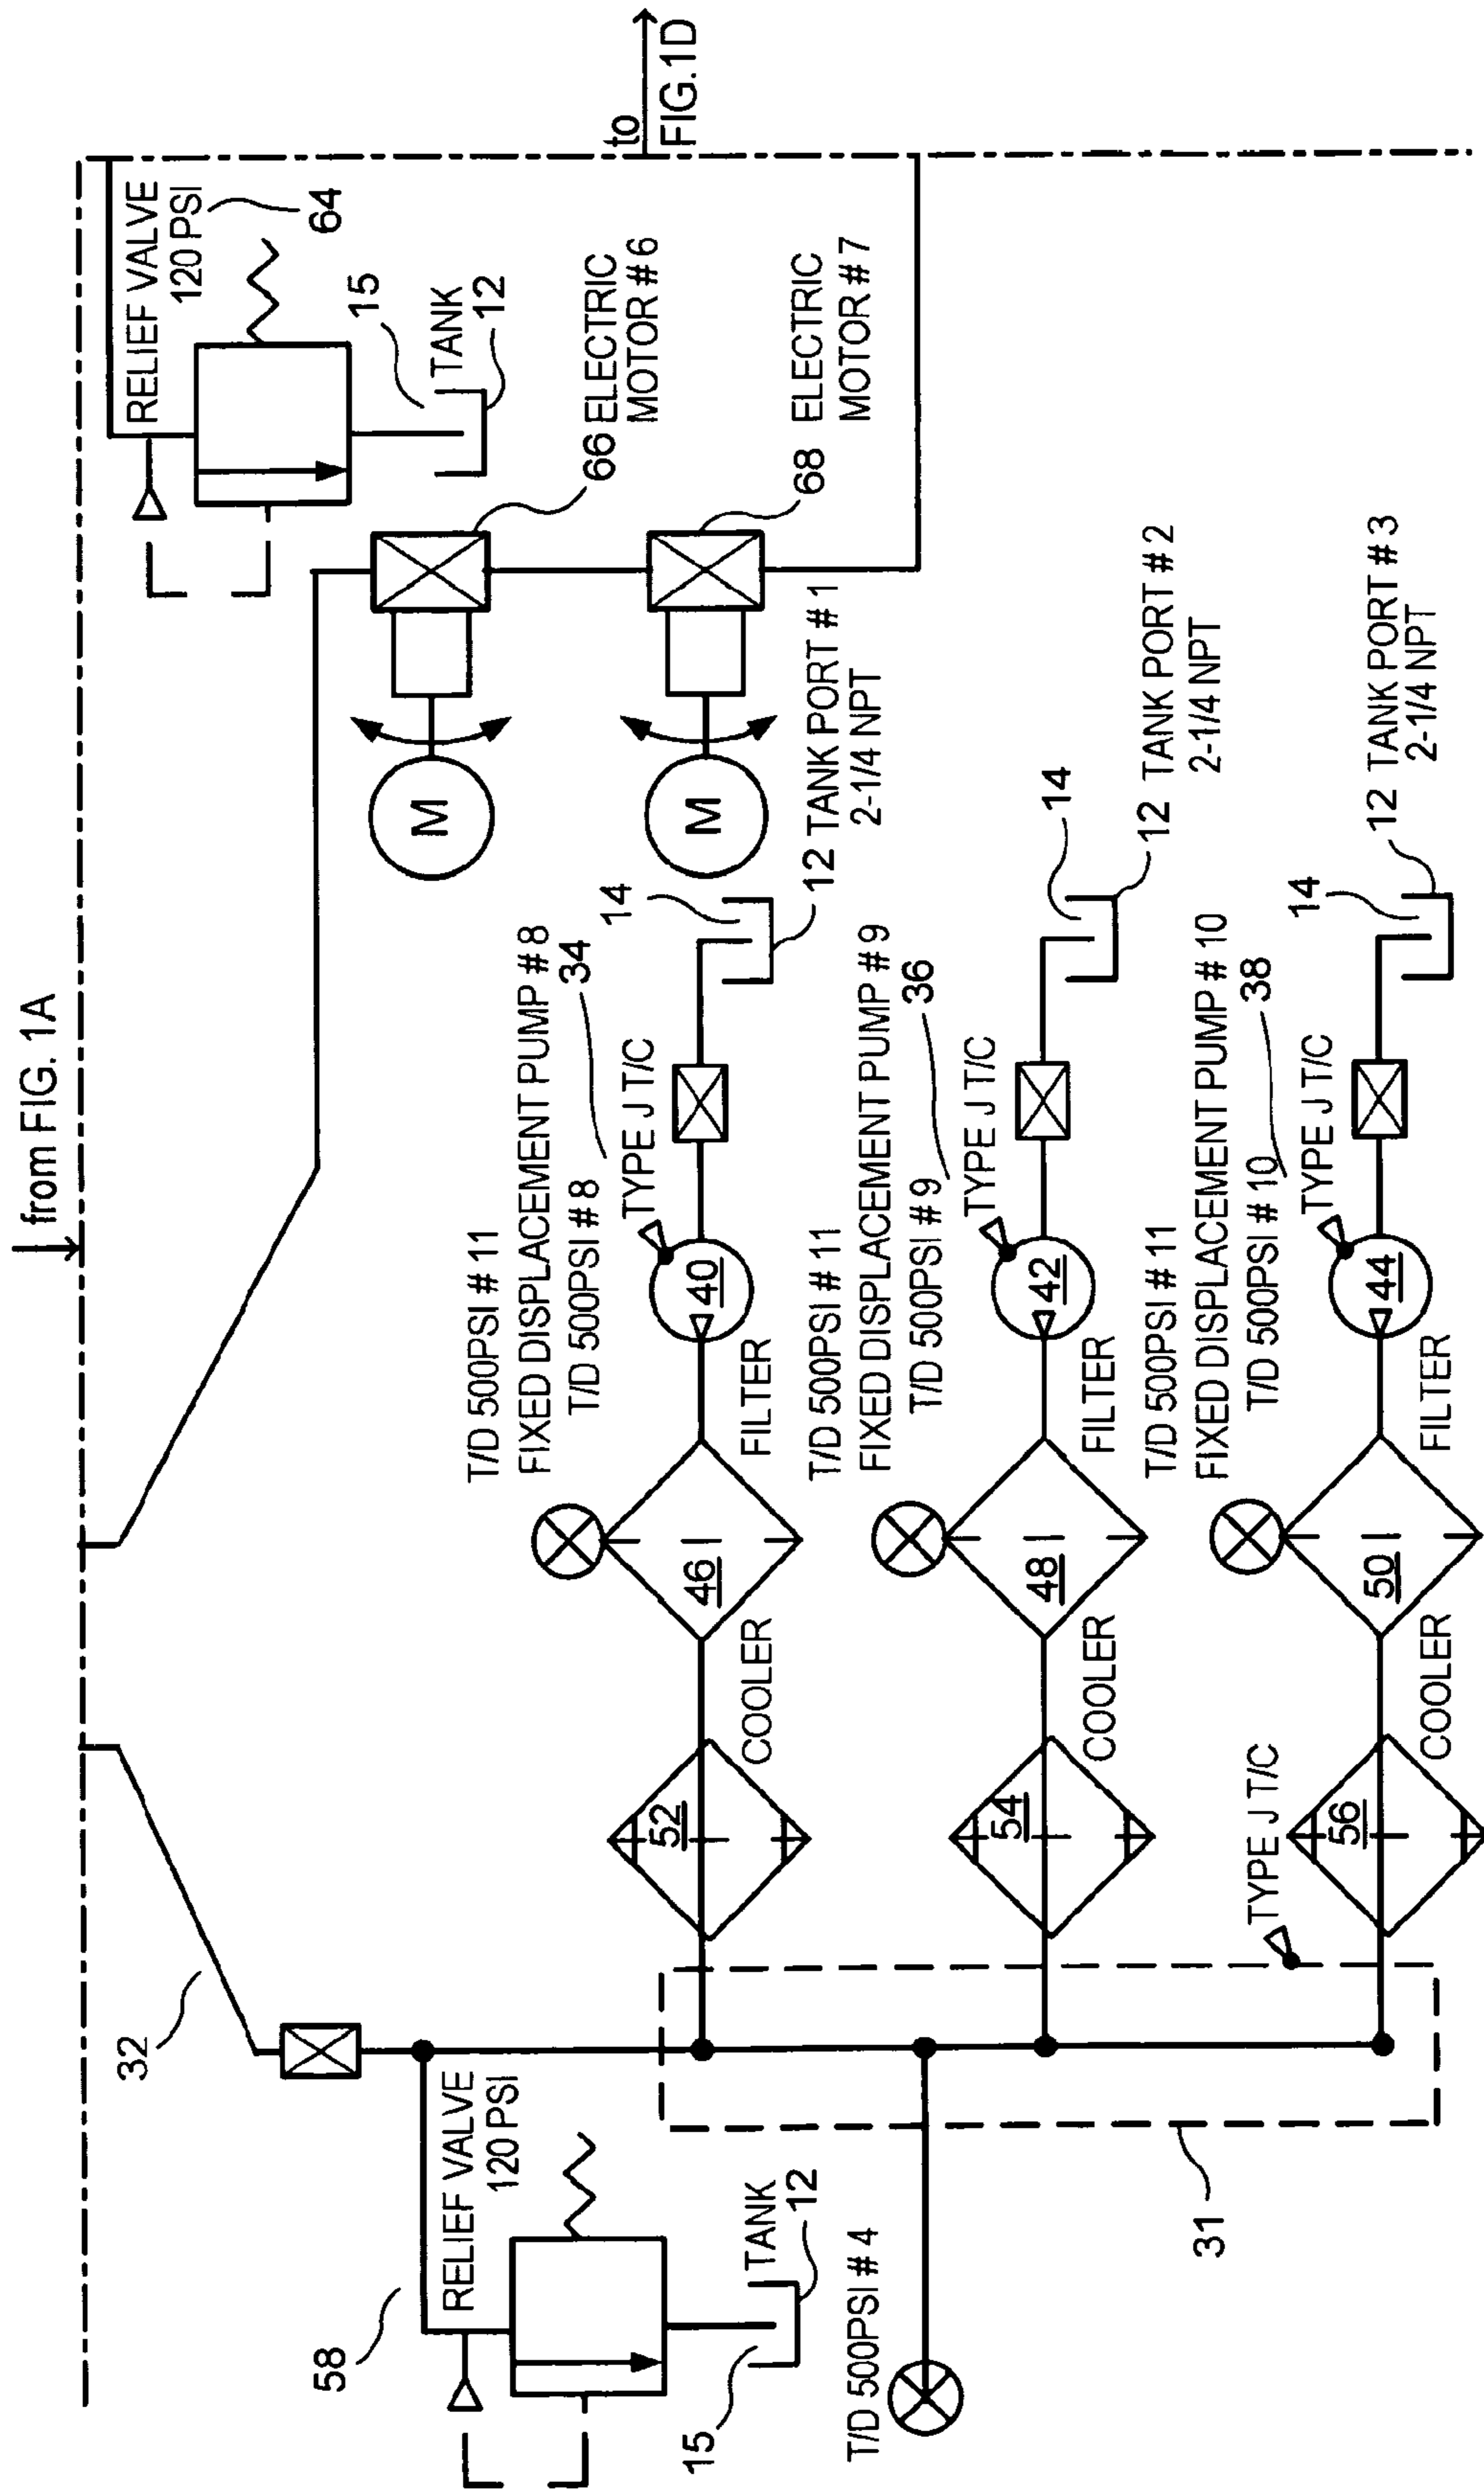 from FIG. 1A
to
FIG.1D
32
58
RELIEF VALVE
120 PSI
15
TANK
12
T/D 500PSI # 4
31
TYPE J T/C
RELIEF VALVE
120 PSI
64
15
TANK
12
66 ELECTRIC
MOTOR # 6
M
68 ELECTRIC
MOTOR # 7
M
T/D 500PSI # 11
FIXED DISPLACEMENT PUMP # 8
T/D 500PSI # 8
34
TYPE J T/C
14
12 TANK PORT # 1
2-1/4 NPT
40
FILTER
46
COOLER
52
T/D 500PSI # 11
FIXED DISPLACEMENT PUMP # 9
T/D 500PSI # 9
36
TYPE J T/C
14
12 TANK PORT # 2
2-1/4 NPT
42
FILTER
48
COOLER
54
T/D 500PSI # 11
FIXED DISPLACEMENT PUMP # 10
T/D 500PSI # 10
38
TYPE J T/C
14
12 TANK PORT # 3
2-1/4 NPT
44
FILTER
50
COOLER
56